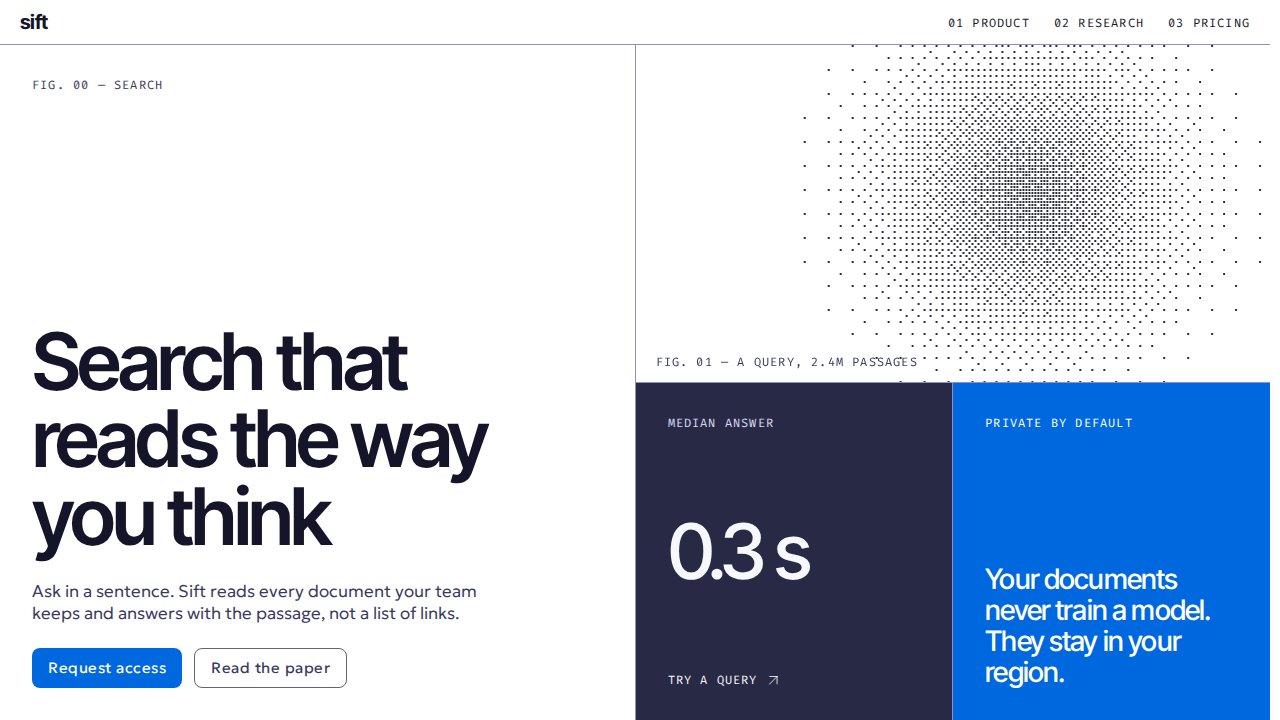 sift
01 PRODUCT
02 RESEARCH
03 PRICING
FIG. 00 — SEARCH
Search that
reads the way
you think
Ask in a sentence. Sift reads every document your team
keeps and answers with the passage, not a list of links.
Request access
Read the paper
FIG. 01 — A QUERY, 2.4M PASSAGES
MEDIAN ANSWER
0.3 s
TRY A QUERY
PRIVATE BY DEFAULT
Your documents
never train a model.
They stay in your
region.